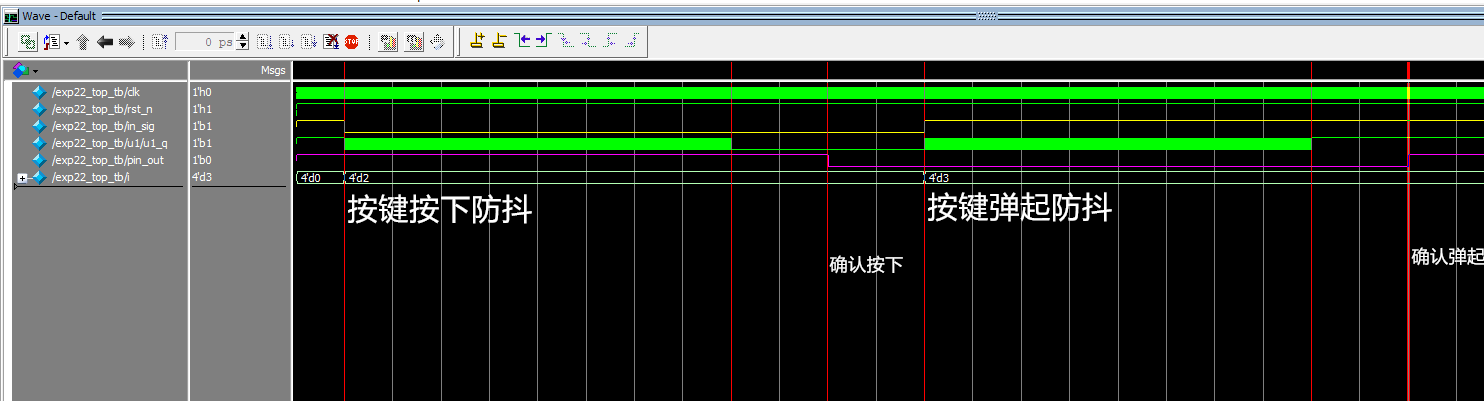 Wave - Default
0 ps
STOP
Msgs
/exp22_top_tb/clk 1'h0
/exp22_top_tb/rst_n 1'h1
/exp22_top_tb/in_sig 1'b1
/exp22_top_tb/u1/u1_q 1'b1
/exp22_top_tb/pin_out 1'b0
/exp22_top_tb/i 4'd3 4'd0 4'd2 4'd3
按键按下防抖 按键弹起防抖
确认按下 确认弹起